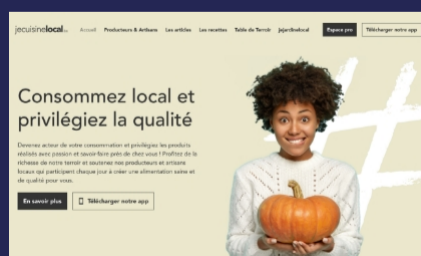 jecuisinelocal
Accueil Producteurs & Artisans Les articles Les recettes Table de Terroir jejardinelocal Espace pro Télécharger notre app
Consommez local et
privilégiez la qualité
Devenez acteur de votre consommation et privilégiez les produits
réalisés avec passion et savoir-faire près de chez vous ! Profitez de la
richesse de notre terroir et soutenez nos producteurs et artisans
locaux qui participent chaque jour à créer une alimentation saine et
de qualité pour vous.
En savoir plus Télécharger notre app